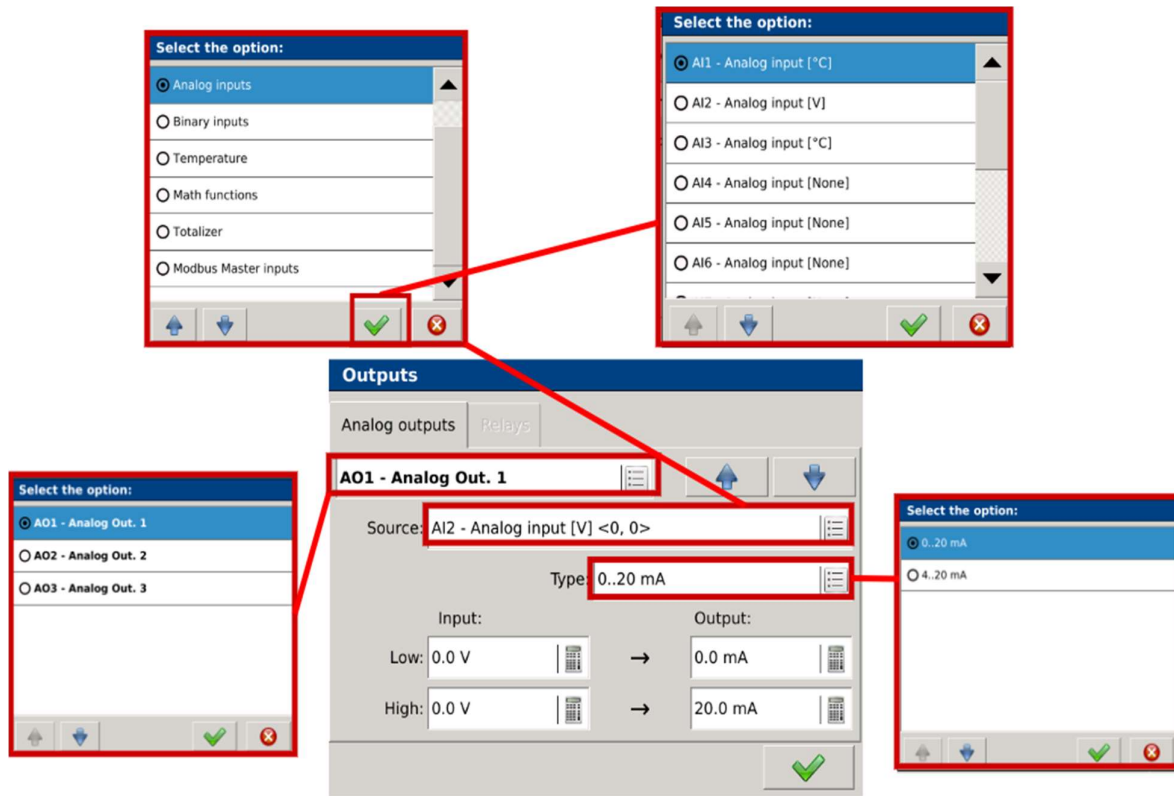 Select the option:
Analog inputs
Binary inputs
Temperature
Math functions
Totalizer
Modbus Master inputs
Select the option:
AI1 - Analog input [°C]
AI2 - Analog input [V]
AI3 - Analog input [°C]
AI4 - Analog input [None]
AI5 - Analog input [None]
AI6 - Analog input [None]
Outputs
Analog outputs Relays
AO1 - Analog Out. 1
Source: AI2 - Analog input [V] <0, 0>
Type: 0..20 mA
Input: Output:
Low: 0.0 V → 0.0 mA
High: 0.0 V → 20.0 mA
Select the option:
AO1 - Analog Out. 1
AO2 - Analog Out. 2
AO3 - Analog Out. 3
Select the option:
0..20 mA
4..20 mA